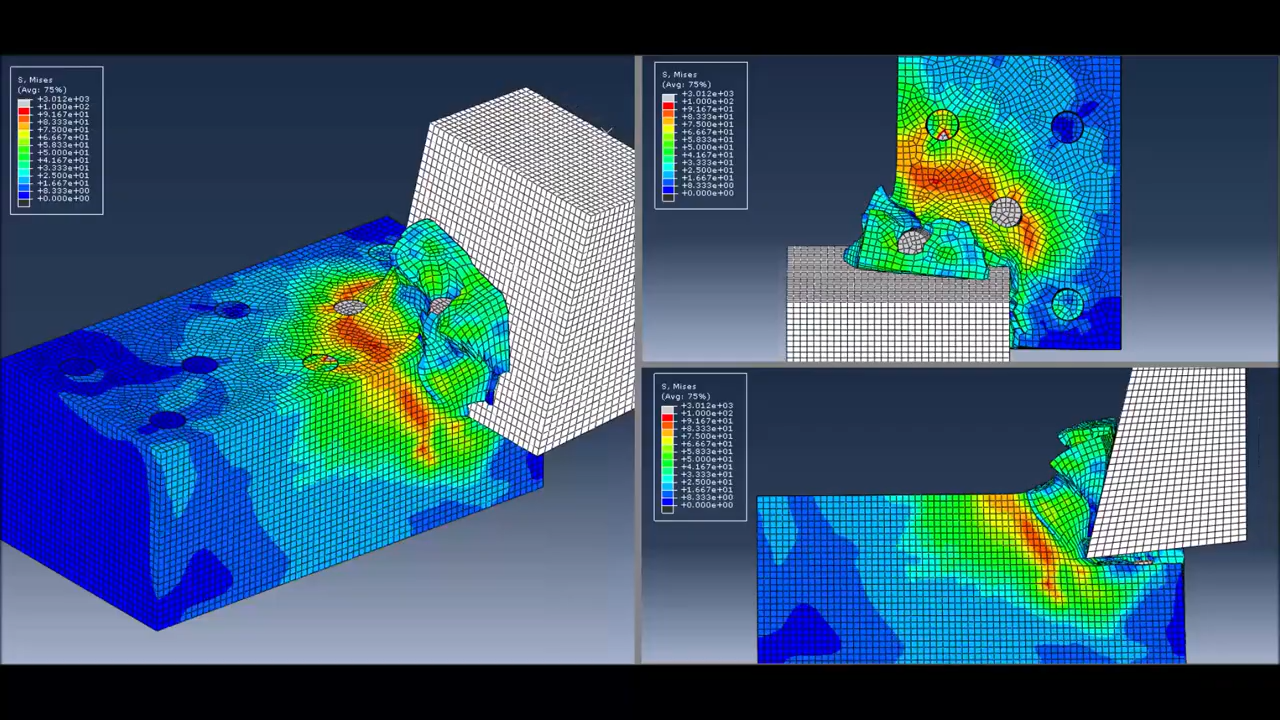 S, Mises
(Avg: 75%)
+3.012e+03
+1.000e+02
+9.167e+01
+8.333e+01
+7.500e+01
+6.667e+01
+5.833e+01
+5.000e+01
+4.167e+01
+3.333e+01
+2.500e+01
+1.667e+01
+8.333e+00
+0.000e+00
S, Mises
(Avg: 75%)
+3.012e+03
+1.000e+02
+9.167e+01
+8.333e+01
+7.500e+01
+6.667e+01
+5.833e+01
+5.000e+01
+4.167e+01
+3.333e+01
+2.500e+01
+1.667e+01
+8.333e+00
+0.000e+00
S, Mises
(Avg: 75%)
+3.012e+03
+1.000e+02
+9.167e+01
+8.333e+01
+7.500e+01
+6.667e+01
+5.833e+01
+5.000e+01
+4.167e+01
+3.333e+01
+2.500e+01
+1.667e+01
+8.333e+00
+0.000e+00